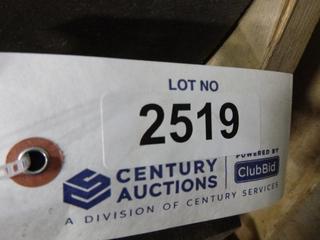 LOT NO
2519
CENTURY
AUCTIONS
POWERED BY
ClubBid
A DIVISION OF CENTURY SERVICES